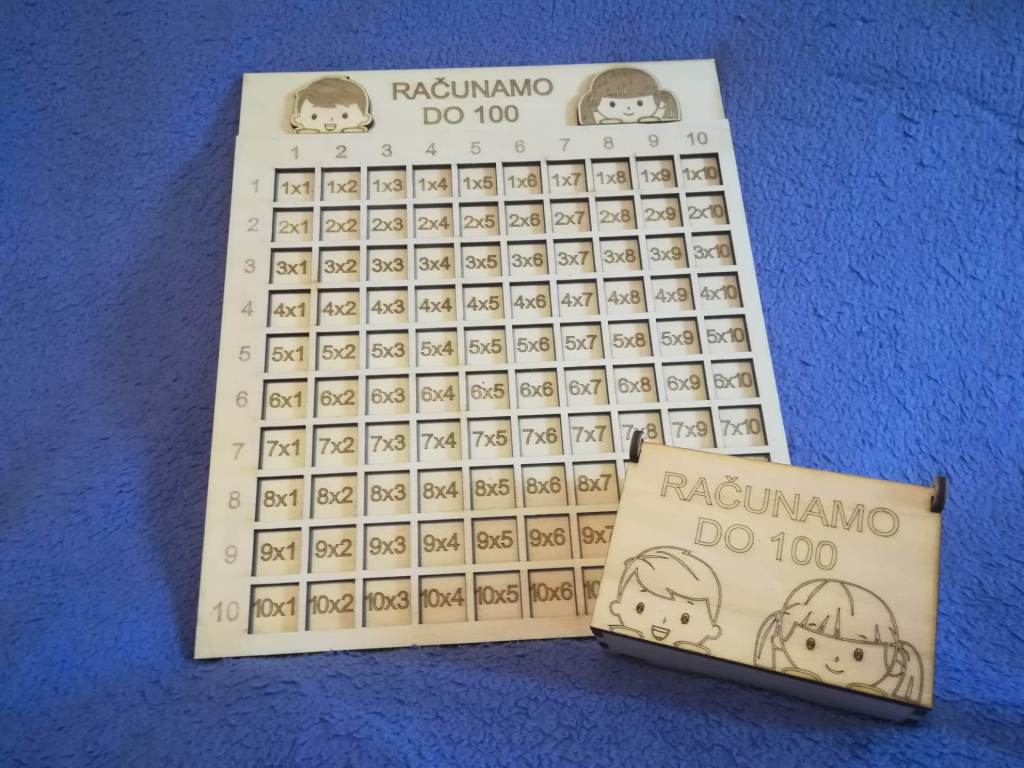 RAČUNAMO
DO 100
1 2 3 4 5 6 7 8 9 10
1 1x1 1x2 1x3 1x4 1x5 1x6 1x7 1x8 1x9 1x10
2 2x1 2x2 2x3 2x4 2x5 2x6 2x7 2x8 2x9 2x10
3 3x1 3x2 3x3 3x4 3x5 3x6 3x7 3x8 3x9 3x10
4 4x1 4x2 4x3 4x4 4x5 4x6 4x7 4x8 4x9 4x10
5 5x1 5x2 5x3 5x4 5x5 5x6 5x7 5x8 5x9 5x10
6 6x1 6x2 6x3 6x4 6x5 6x6 6x7 6x8 6x9 6x10
7 7x1 7x2 7x3 7x4 7x5 7x6 7x7 7x8 7x9 7x10
8 8x1 8x2 8x3 8x4 8x5 8x6 8x7
9 9x1 9x2 9x3 9x4 9x5 9x6 9x7
10 10x1 10x2 10x3 10x4 10x5 10x6 10
RAČUNAMO
DO 100